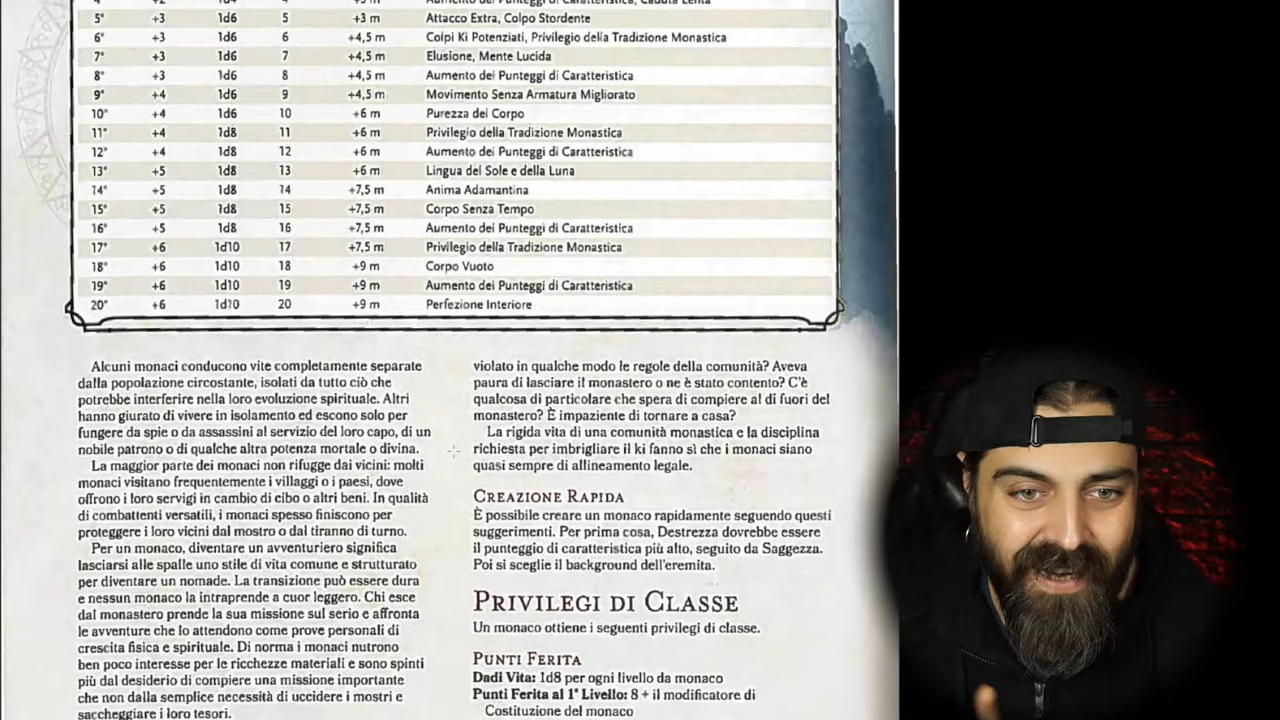 5° +3 1d6 5 +3 m Attacco Extra, Colpo Stordente
6° +3 1d6 6 +4,5 m Colpi Ki Potenziati, Privilegio della Tradizione Monastica
7° +3 1d6 7 +4,5 m Elusione, Mente Lucida
8° +3 1d6 8 +4,5 m Aumento dei Punteggi di Caratteristica
9° +4 1d6 9 +4,5 m Movimento Senza Armatura Migliorato
10° +4 1d6 10 +6 m Purezza del Corpo
11° +4 1d8 11 +6 m Privilegio della Tradizione Monastica
12° +4 1d8 12 +6 m Aumento dei Punteggi di Caratteristica
13° +5 1d8 13 +6 m Lingua del Sole e della Luna
14° +5 1d8 14 +7,5 m Anima Adamantina
15° +5 1d8 15 +7,5 m Corpo Senza Tempo
16° +5 1d8 16 +7,5 m Aumento dei Punteggi di Caratteristica
17° +6 1d10 17 +7,5 m Privilegio della Tradizione Monastica
18° +6 1d10 18 +9 m Corpo Vuoto
19° +6 1d10 19 +9 m Aumento dei Punteggi di Caratteristica
20° +6 1d10 20 +9 m Perfezione Interiore
Alcuni monaci conducono vite completamente separate
dalla popolazione circostante, isolati da tutto ciò che
potrebbe interferire nella loro evoluzione spirituale. Altri
hanno giurato di vivere in isolamento ed escono solo per
fungere da spie o da assassini al servizio del loro capo, di un
nobile patrono o di qualche altra potenza mortale o divina.
La maggior parte dei monaci non rifugge dai vicini: molti
monaci visitano frequentemente i villaggi o i paesi, dove
offrono i loro servigi in cambio di cibo o altri beni. In qualità
di combattenti versatili, i monaci spesso finiscono per
proteggere i loro vicini dal mostro o dal tiranno di turno.
Per un monaco, diventare un avventuriero significa
lasciarsi alle spalle uno stile di vita comune e strutturato
per diventare un nomade. La transizione può essere dura
e nessun monaco la intraprende a cuor leggero. Chi esce
dal monastero prende la sua missione sul serio e affronta
le avventure che lo attendono come prove personali di
crescita fisica e spirituale. Di norma i monaci nutrono
ben poco interesse per le ricchezze materiali e sono spinti
più dal desiderio di compiere una missione importante
che non dalla semplice necessità di uccidere i mostri e
saccheggiare i loro tesori.
violato in qualche modo le regole della comunità? Aveva
paura di lasciare il monastero o ne è stato contento? C'è
qualcosa di particolare che spera di compiere al di fuori del
monastero? È impaziente di tornare a casa?
La rigida vita di una comunità monastica e la disciplina
richiesta per imbrigliare il ki fanno sì che i monaci siano
quasi sempre di allineamento legale.
CREAZIONE RAPIDA
È possibile creare un monaco rapidamente seguendo questi
suggerimenti. Per prima cosa, Destrezza dovrebbe essere
il punteggio di caratteristica più alto, seguito da Saggezza.
Poi si sceglie il background dell'eremita.
PRIVILEGI DI CLASSE
Un monaco ottiene i seguenti privilegi di classe.
PUNTI FERITA
Dadi Vita: 1d8 per ogni livello da monaco
Punti Ferita al 1° Livello: 8 + il modificatore di
Costituzione del monaco